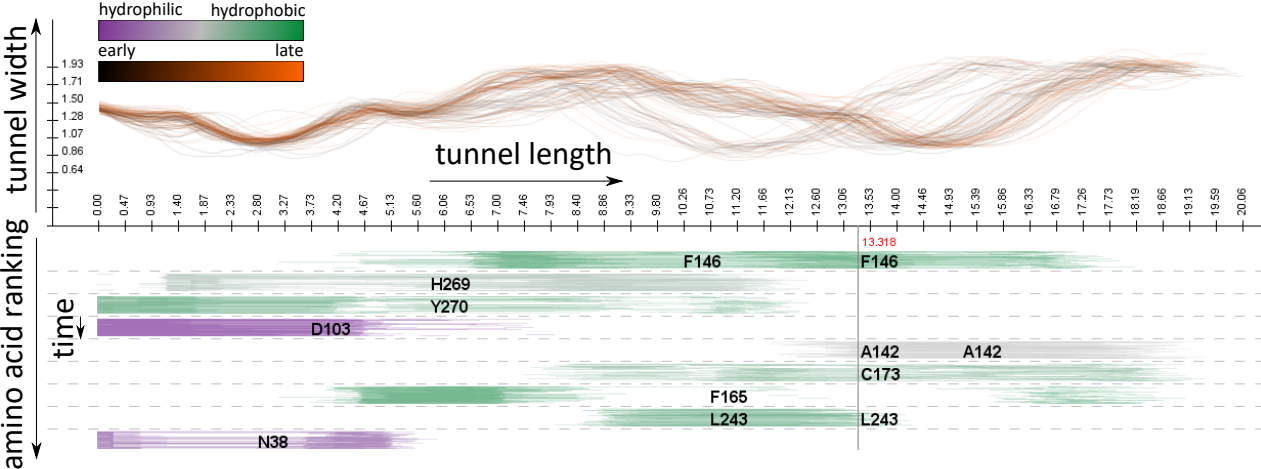 hydrophilic hydrophobic
early late
tunnel width
1.93
1.71
1.50
1.28
1.07
0.86
0.64
tunnel length
0.00 0.47 0.93 1.40 1.87 2.33 2.80 3.27 3.73 4.20 4.67 5.13 5.60 6.06 6.53 7.00 7.46 7.93 8.40 8.86 9.33 9.80 10.26 10.73 11.20 11.66 12.13 12.60 13.06 13.53 14.00 14.46 14.93 15.39 15.86 16.33 16.79 17.26 17.73 18.19 18.66 19.13 19.59 20.06
amino acid ranking
time
13.318
F146 F146
H269
Y270
D103
A142 A142
C173
F165
L243 L243
N38